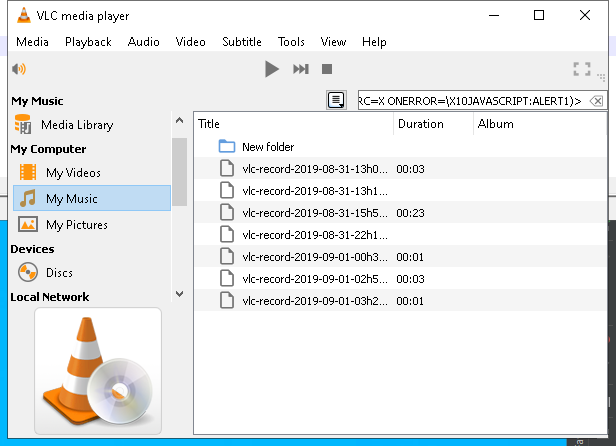 VLC media player
Media Playback Audio Video Subtitle Tools View Help
RC=X ONERROR=\X10JAVASCRIPT:ALERT1)>
My Music
Media Library
My Computer
My Videos
My Music
My Pictures
Devices
Discs
Local Network
Title Duration Album
New folder
vlc-record-2019-08-31-13h0... 00:03
vlc-record-2019-08-31-13h1...
vlc-record-2019-08-31-15h5... 00:23
vlc-record-2019-08-31-22h1...
vlc-record-2019-09-01-00h3... 00:01
vlc-record-2019-09-01-02h5... 00:03
vlc-record-2019-09-01-03h2... 00:01